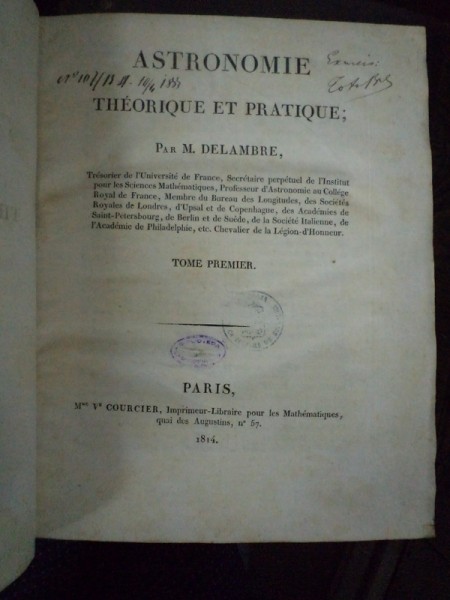 ASTRONOMIE
THÉORIQUE ET PRATIQUE;
PAR M. DELAMBRE,
Trésorier de l'Université de France, Secrétaire perpétuel de l'Institut
pour les Sciences Mathématiques, Professeur d'Astronomie au Collége
Royal de France, Membre du Bureau des Longitudes, des Sociétés
Royales de Londres, d'Upsal et de Copenhague, des Académies de
Saint-Pétersbourg, de Berlin et de Suède, de la Société Italienne, de
l'Académie de Philadelphie, etc. Chevalier de la Légion-d'Honneur.
TOME PREMIER.
PARIS,
Mme Ve COURCIER, Imprimeur-Libraire pour les Mathématiques,
quai des Augustins, n° 57.
1814.